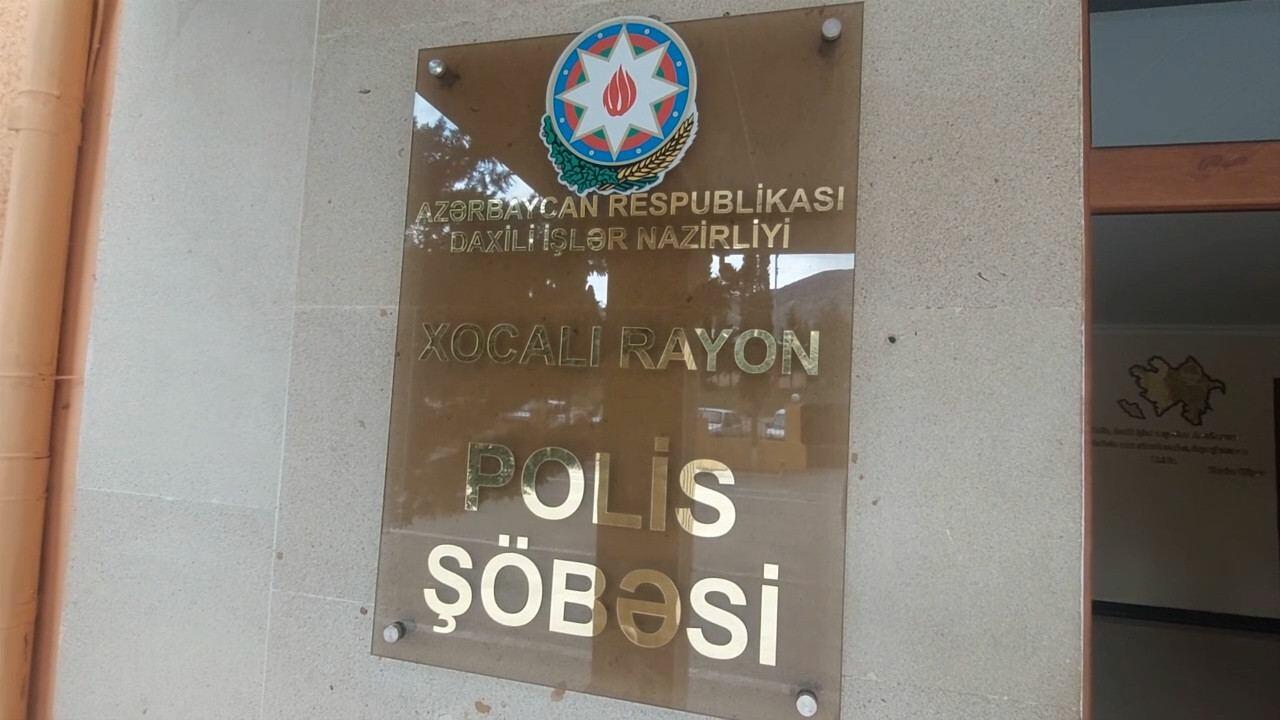 AZƏRBAYCAN RESPUBLİKASI
DAXİLİ İŞLƏR NAZİRLİYİ
XOCALI RAYON
POLİS
ŞÖBƏSİ